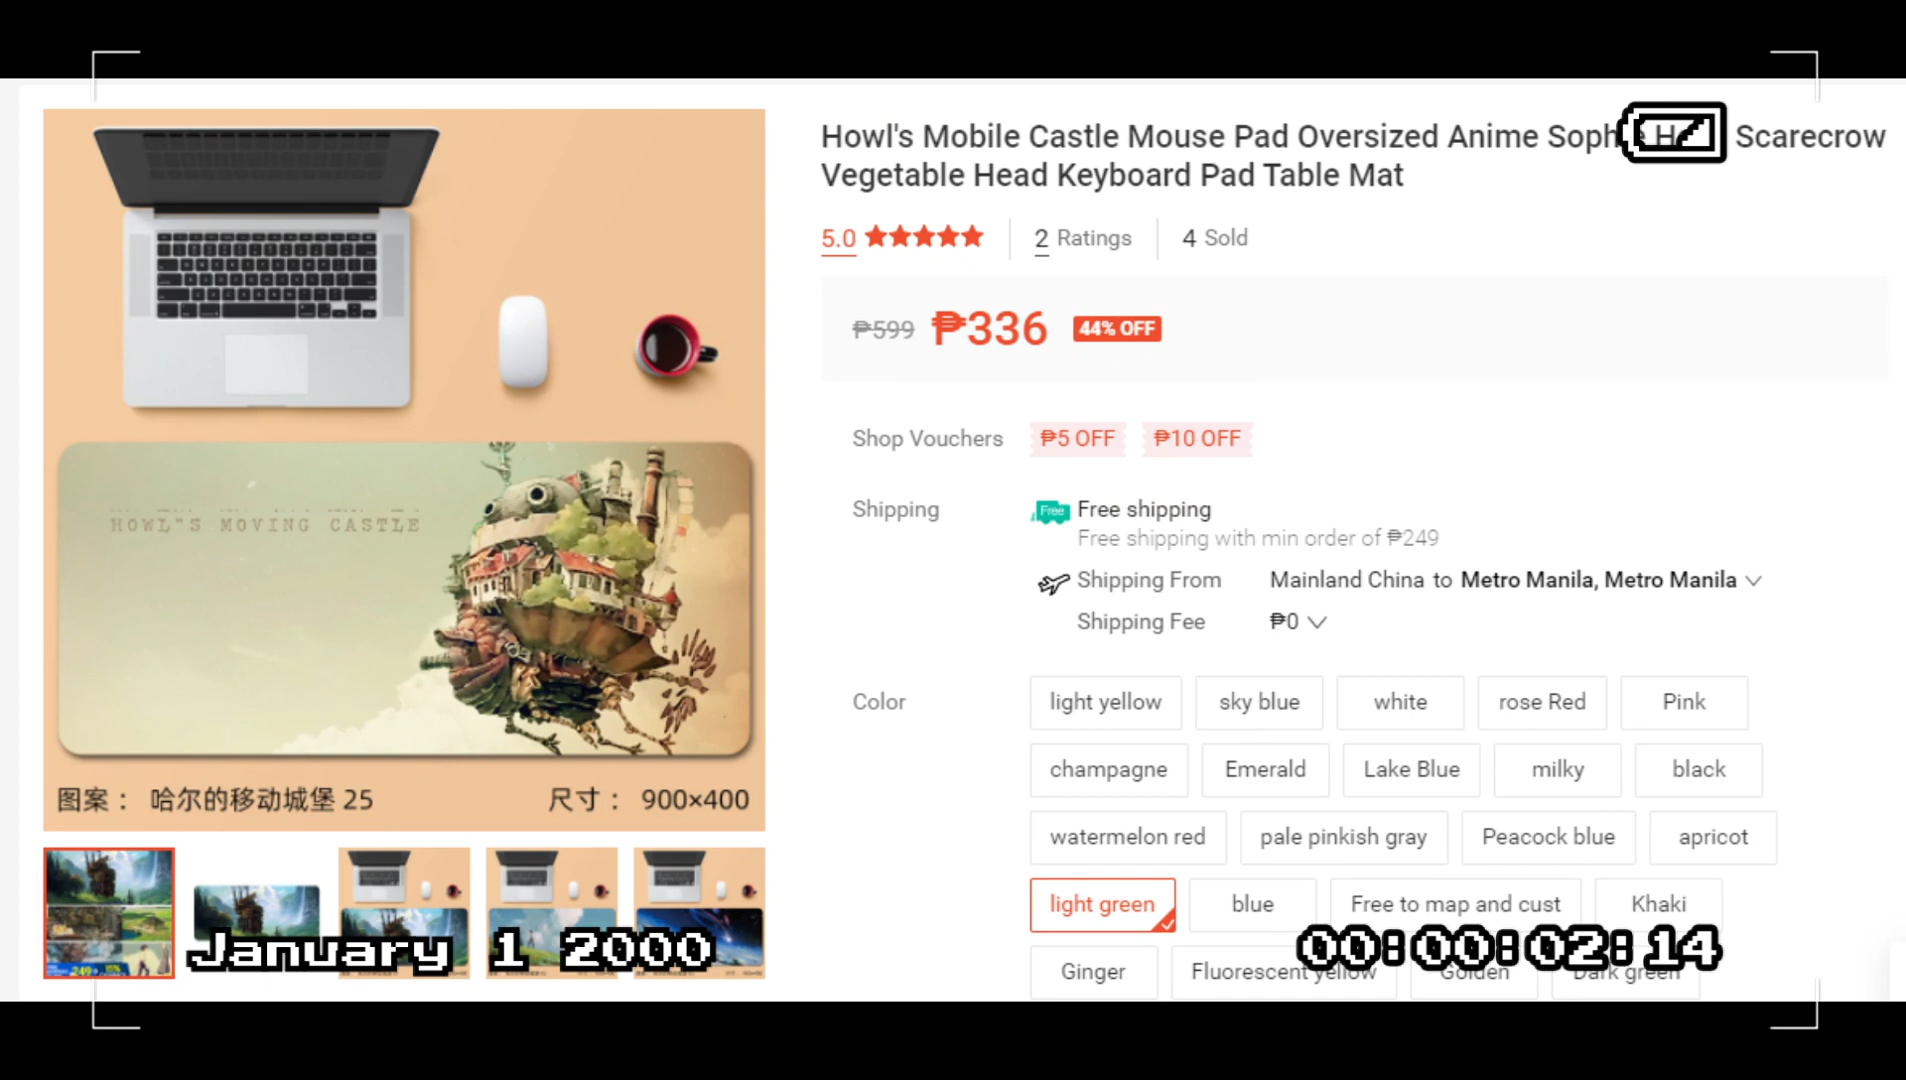 Howl's Mobile Castle Mouse Pad Oversized Anime Scarecrow
Vegetable Head Keyboard Pad Table Mat
5.0
2 Ratings
4 Sold
₱599 ₱336 44% OFF
Shop Vouchers ₱5 OFF ₱10 OFF
Shipping Free Free shipping
Free shipping with min order of ₱249
Shipping From Mainland China to Metro Manila, Metro Manila
Shipping Fee ₱0
Color light yellow sky blue white rose Red Pink
champagne Emerald Lake Blue milky black
watermelon red pale pinkish gray Peacock blue apricot
light green blue Free to map and cust Khaki
Ginger Fluorescent yellow Golden Dark green
HOWL"S MOVING CASTLE
图案： 哈尔的移动城堡 25
尺寸： 900×400
249
January 1 2000
00:00:02:14